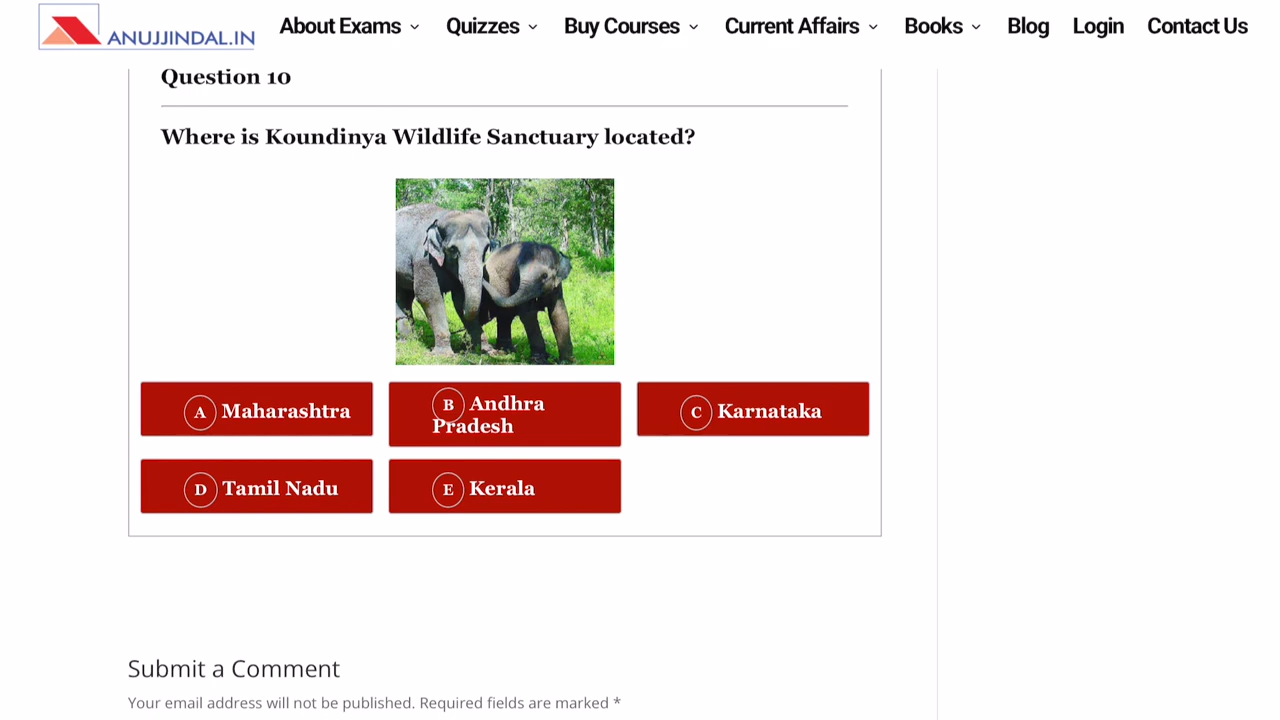 ANUJJINDAL.IN
About Exams Quizzes Buy Courses Current Affairs Books Blog Login Contact Us
Question 10
Where is Koundinya Wildlife Sanctuary located?
A Maharashtra
B Andhra
Pradesh
C Karnataka
D Tamil Nadu
E Kerala
Submit a Comment
Your email address will not be published. Required fields are marked *